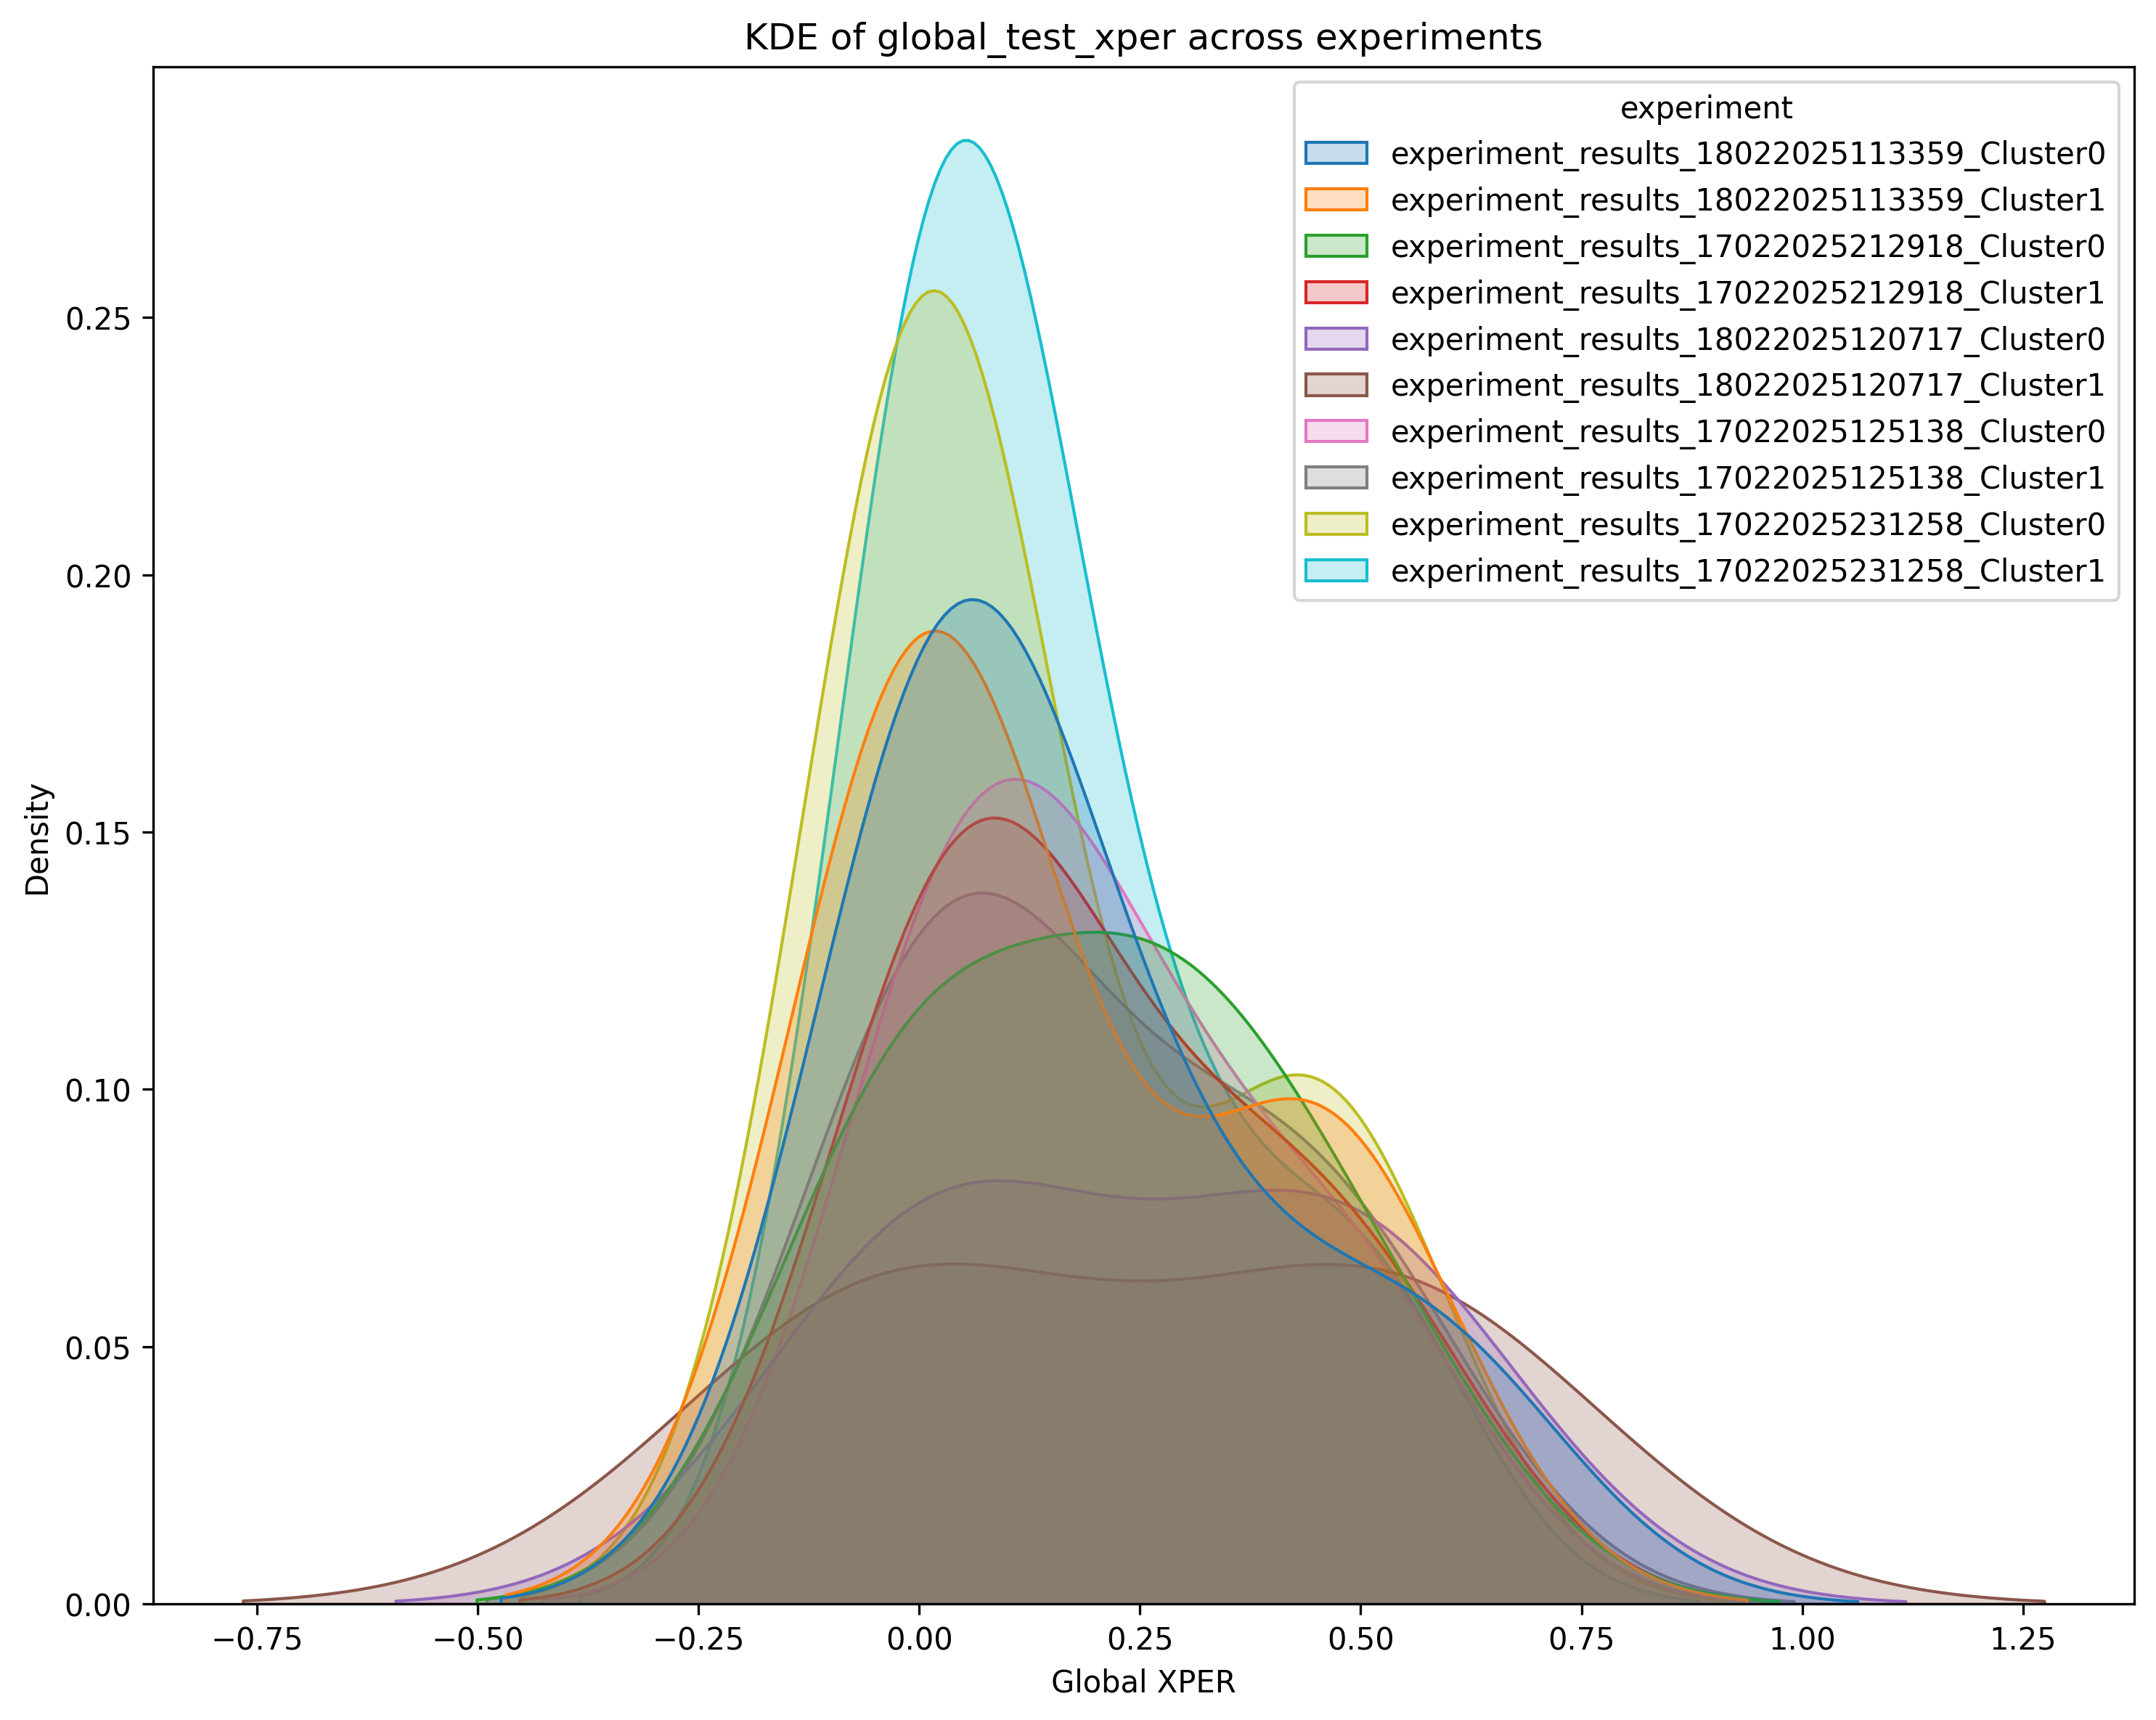 KDE of global_test_xper across experiments
experiment
experiment_results_18022025113359_Cluster0
experiment_results_18022025113359_Cluster1
experiment_results_17022025212918_Cluster0
experiment_results_17022025212918_Cluster1
experiment_results_18022025120717_Cluster0
experiment_results_18022025120717_Cluster1
experiment_results_17022025125138_Cluster0
experiment_results_17022025125138_Cluster1
experiment_results_17022025231258_Cluster0
experiment_results_17022025231258_Cluster1
Density
0.25
0.20
0.15
0.10
0.05
0.00
−0.75 −0.50 −0.25 0.00 0.25 0.50 0.75 1.00 1.25
Global XPER